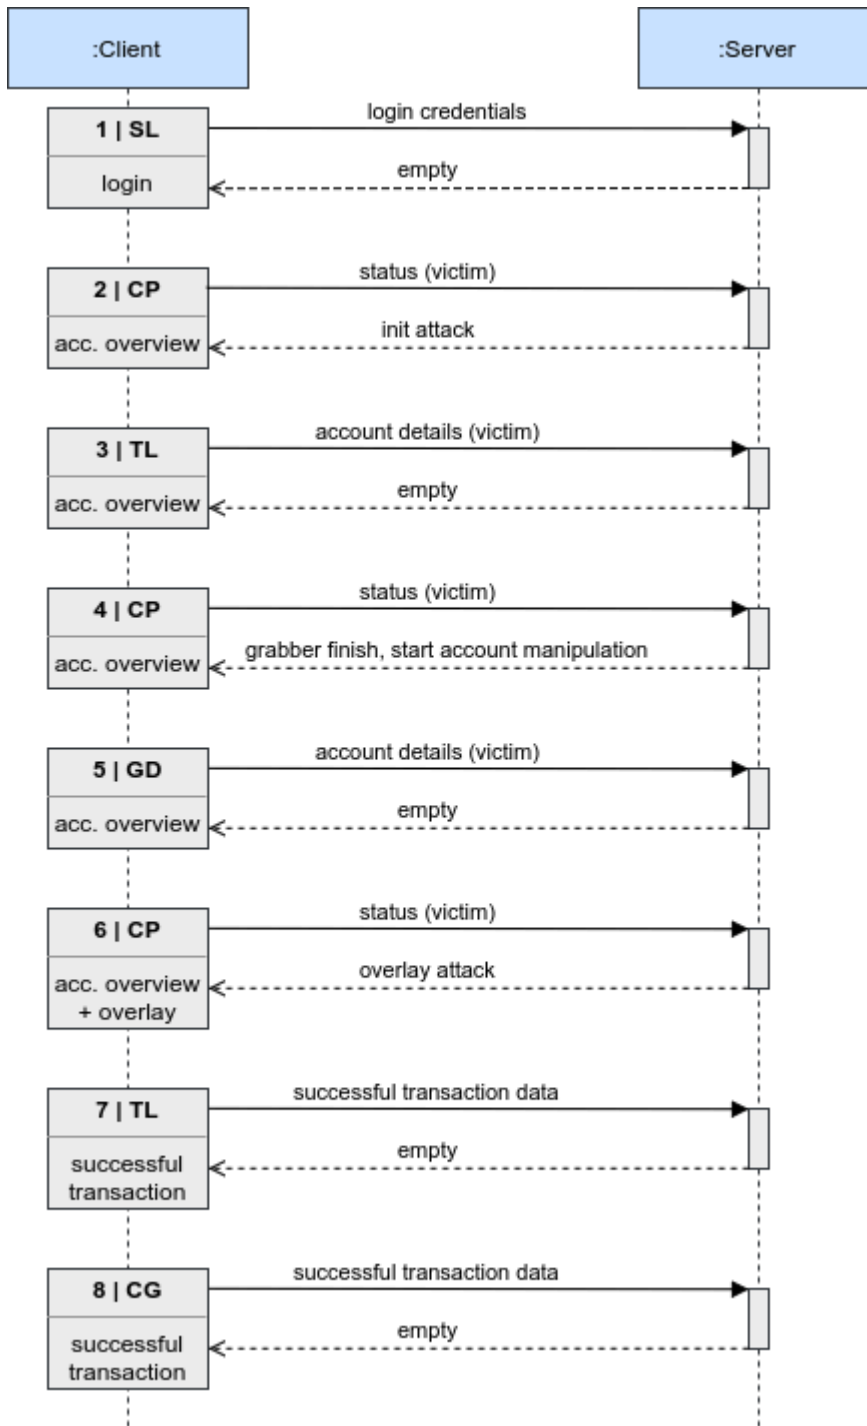 :Client
:Server
1 | SL
login
login credentials
empty
2 | CP
acc. overview
status (victim)
init attack
3 | TL
acc. overview
account details (victim)
empty
4 | CP
acc. overview
status (victim)
grabber finish, start account manipulation
5 | GD
acc. overview
account details (victim)
empty
6 | CP
acc. overview
+ overlay
status (victim)
overlay attack
7 | TL
successful
transaction
successful transaction data
empty
8 | CG
successful
transaction
successful transaction data
empty